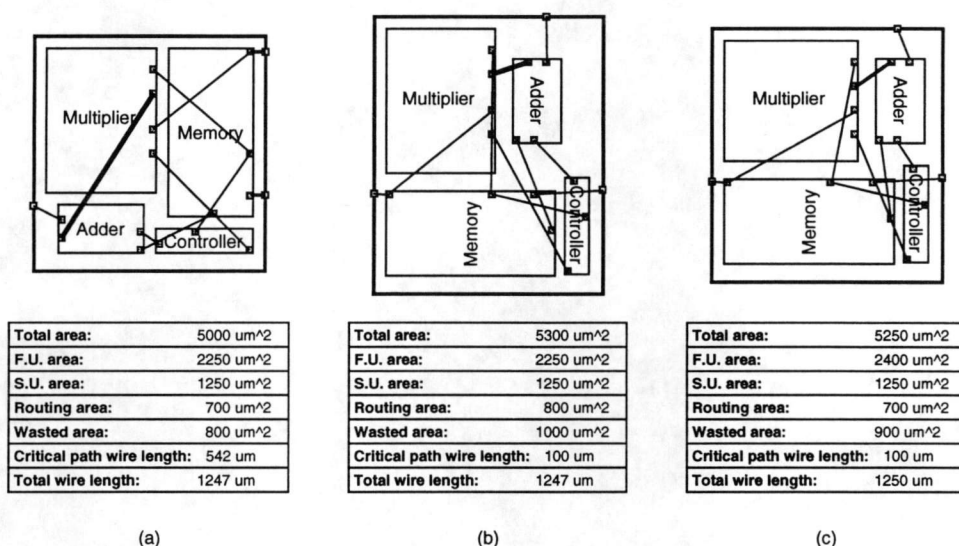 Multiplier
Memory
Adder
Controller
Total area: 5000 um^2
F.U. area: 2250 um^2
S.U. area: 1250 um^2
Routing area: 700 um^2
Wasted area: 800 um^2
Critical path wire length: 542 um
Total wire length: 1247 um
(a)
Multiplier
Adder
Memory
Controller
Total area: 5300 um^2
F.U. area: 2250 um^2
S.U. area: 1250 um^2
Routing area: 800 um^2
Wasted area: 1000 um^2
Critical path wire length: 100 um
Total wire length: 1247 um
(b)
Multiplier
Adder
Memory
Controller
Total area: 5250 um^2
F.U. area: 2400 um^2
S.U. area: 1250 um^2
Routing area: 700 um^2
Wasted area: 900 um^2
Critical path wire length: 100 um
Total wire length: 1250 um
(c)